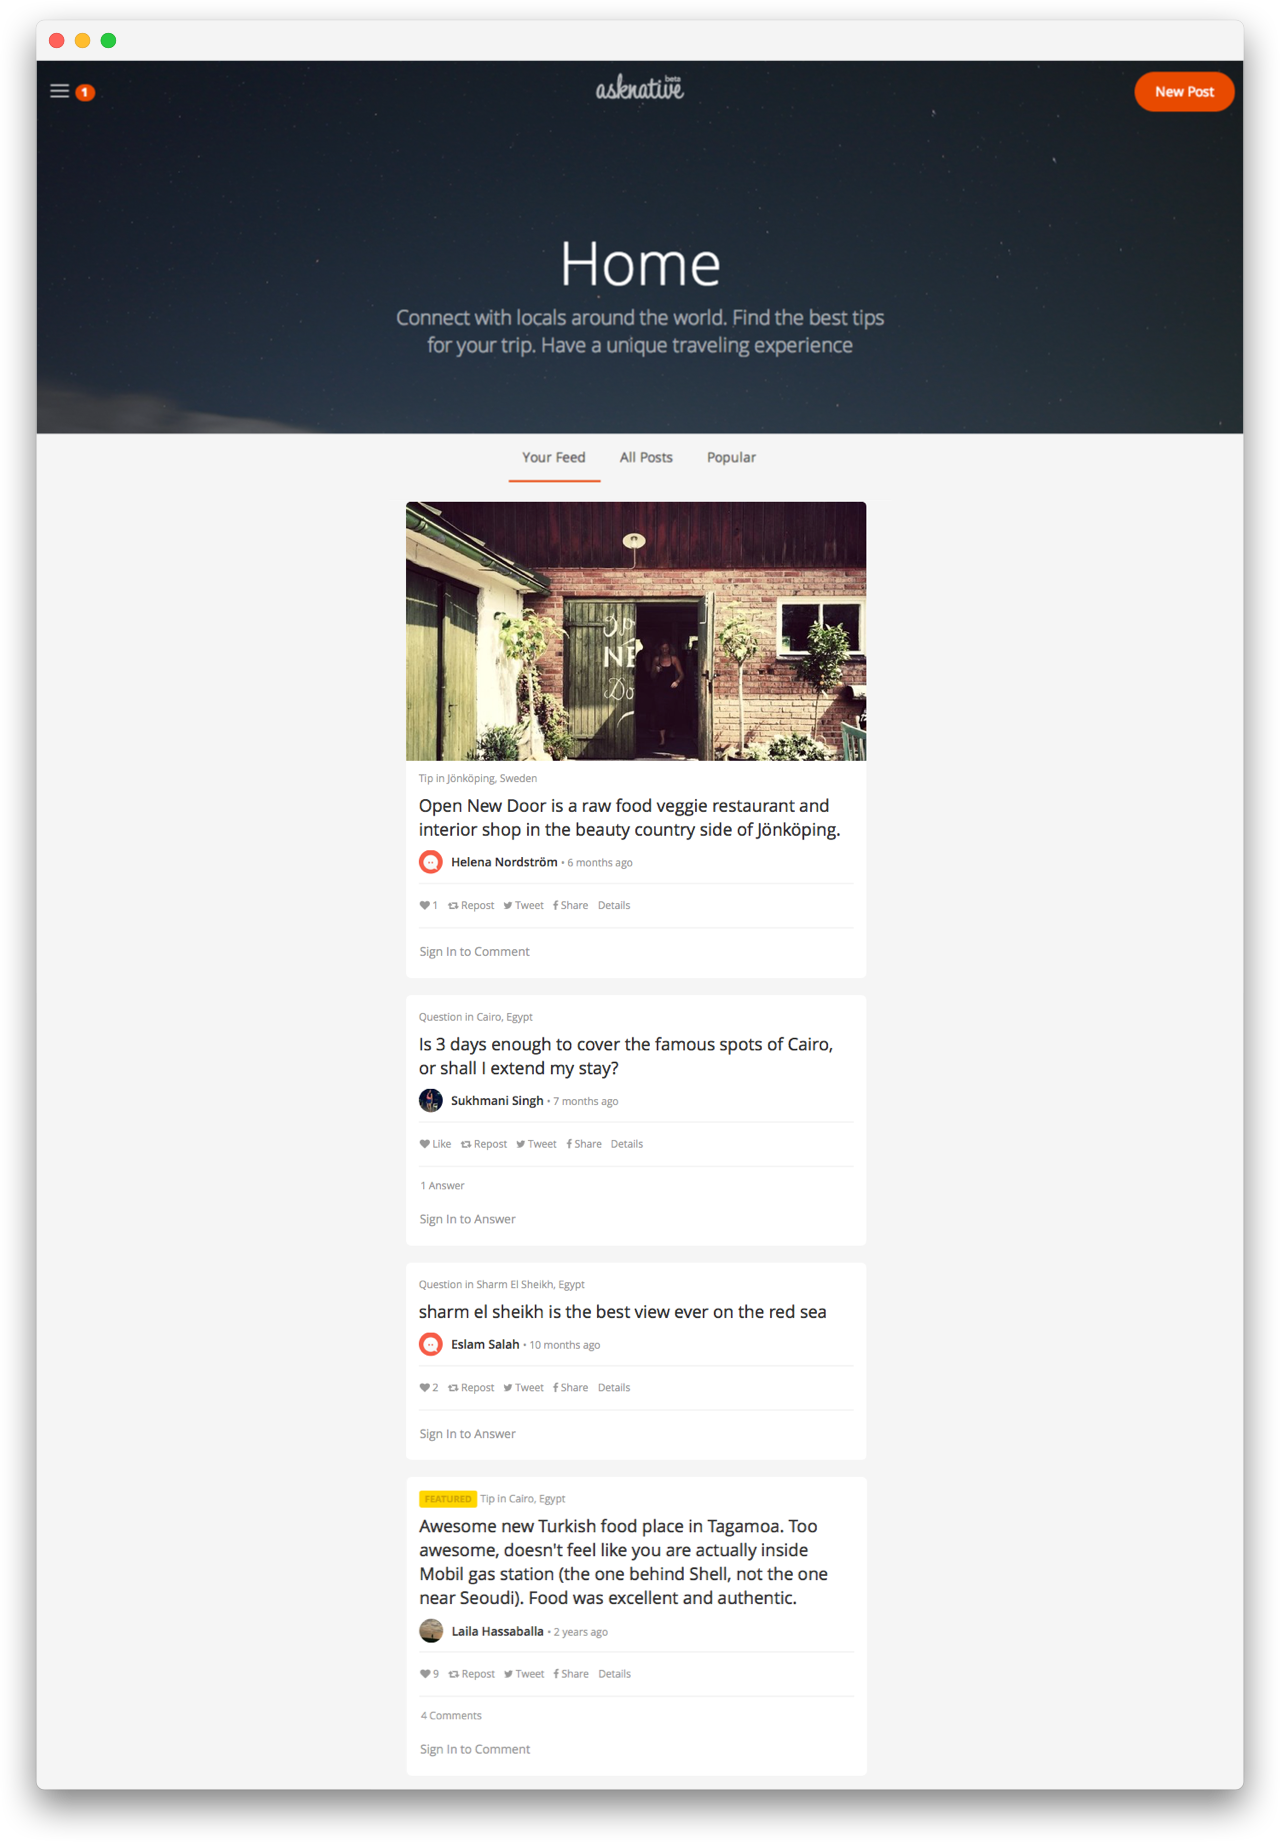 1
asknative
beta
New Post
Home
Connect with locals around the world. Find the best tips
for your trip. Have a unique traveling experience
Your Feed All Posts Popular
NE
Do
Tip in Jönköping, Sweden
Open New Door is a raw food veggie restaurant and
interior shop in the beauty country side of Jönköping.
Helena Nordström • 6 months ago
1 Repost Tweet Share Details
Sign In to Comment
Question in Cairo, Egypt
Is 3 days enough to cover the famous spots of Cairo,
or shall I extend my stay?
Sukhmani Singh • 7 months ago
Like Repost Tweet Share Details
1 Answer
Sign In to Answer
Question in Sharm El Sheikh, Egypt
sharm el sheikh is the best view ever on the red sea
Eslam Salah • 10 months ago
2 Repost Tweet Share Details
Sign In to Answer
FEATURED Tip in Cairo, Egypt
Awesome new Turkish food place in Tagamoa. Too
awesome, doesn't feel like you are actually inside
Mobil gas station (the one behind Shell, not the one
near Seoudi). Food was excellent and authentic.
Laila Hassaballa • 2 years ago
9 Repost Tweet Share Details
4 Comments
Sign In to Comment